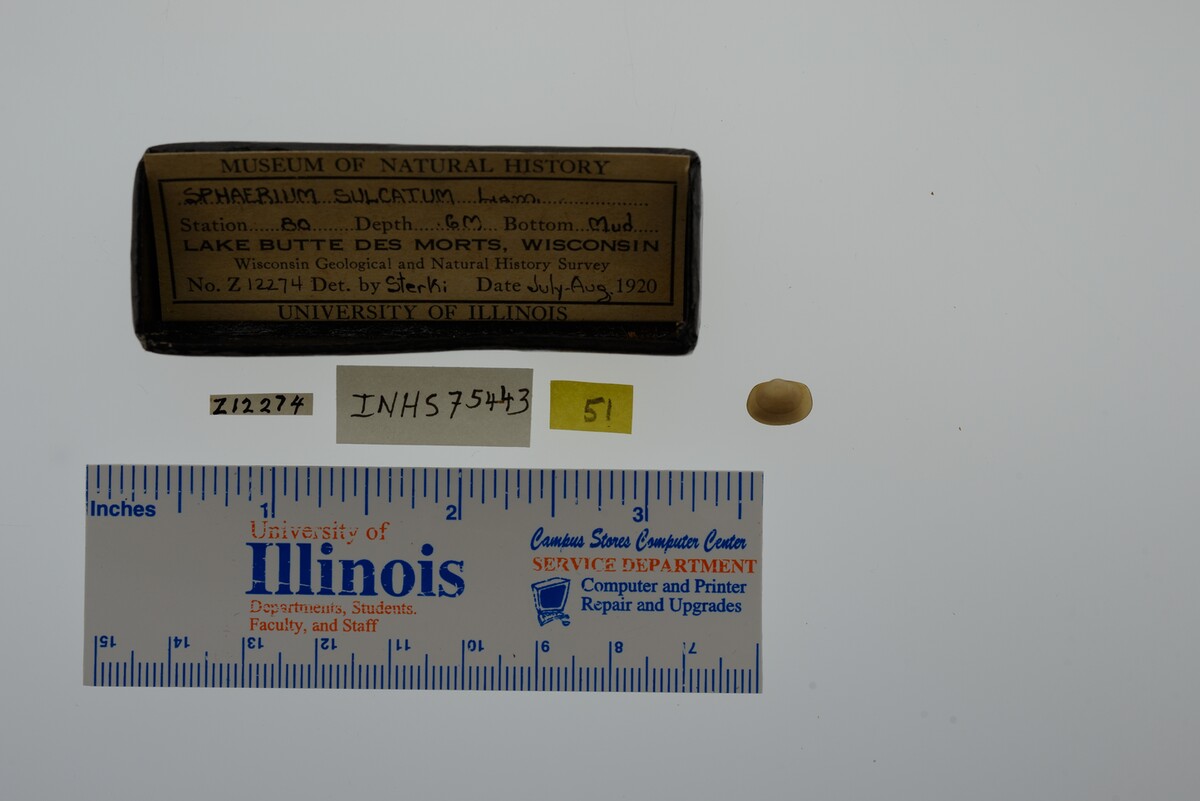 MUSEUM OF NATURAL HISTORY
SPHAERIUM SULCATUM Lam.
Station 80 Depth 6M Bottom Mud
LAKE BUTTE DES MORTS, WISCONSIN
Wisconsin Geological and Natural History Survey
No. Z 12274 Det. by Sterki Date July-Aug. 1920
UNIVERSITY OF ILLINOIS
Z12274
INHS75443
51
Inches 1 2 3
University of
Illinois
Departments, Students,
Faculty, and Staff
Campus Stores Computer Center
SERVICE DEPARTMENT
Computer and Printer
Repair and Upgrades
15 14 13 12 11 10 9 8 7